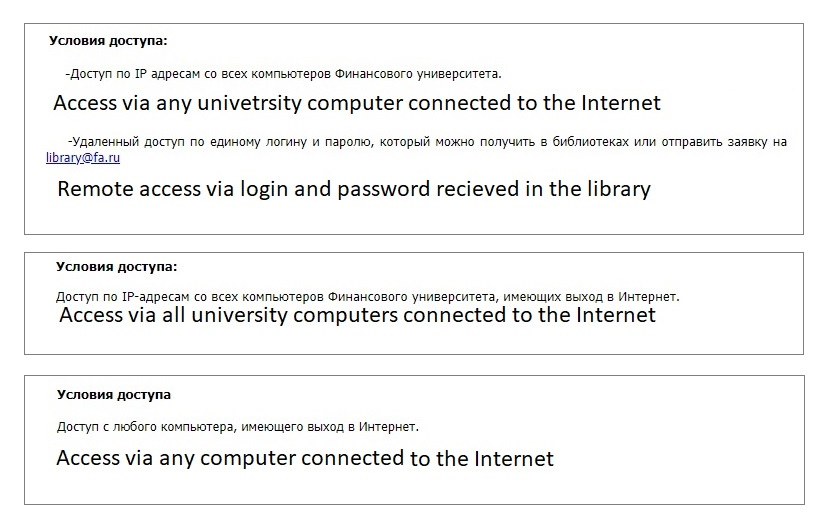 Условия доступа:
-Доступ по IP адресам со всех компьютеров Финансового университета.
Access via any univetrsity computer connected to the Internet
-Удаленный доступ по единому логину и паролю, который можно получить в библиотеках или отправить заявку на
library@fa.ru
Remote access via login and password recieved in the library
Условия доступа:
Доступ по IP-адресам со всех компьютеров Финансового университета, имеющих выход в Интернет.
Access via all university computers connected to the Internet
Условия доступа
Доступ с любого компьютера, имеющего выход в Интернет.
Access via any computer connected to the Internet